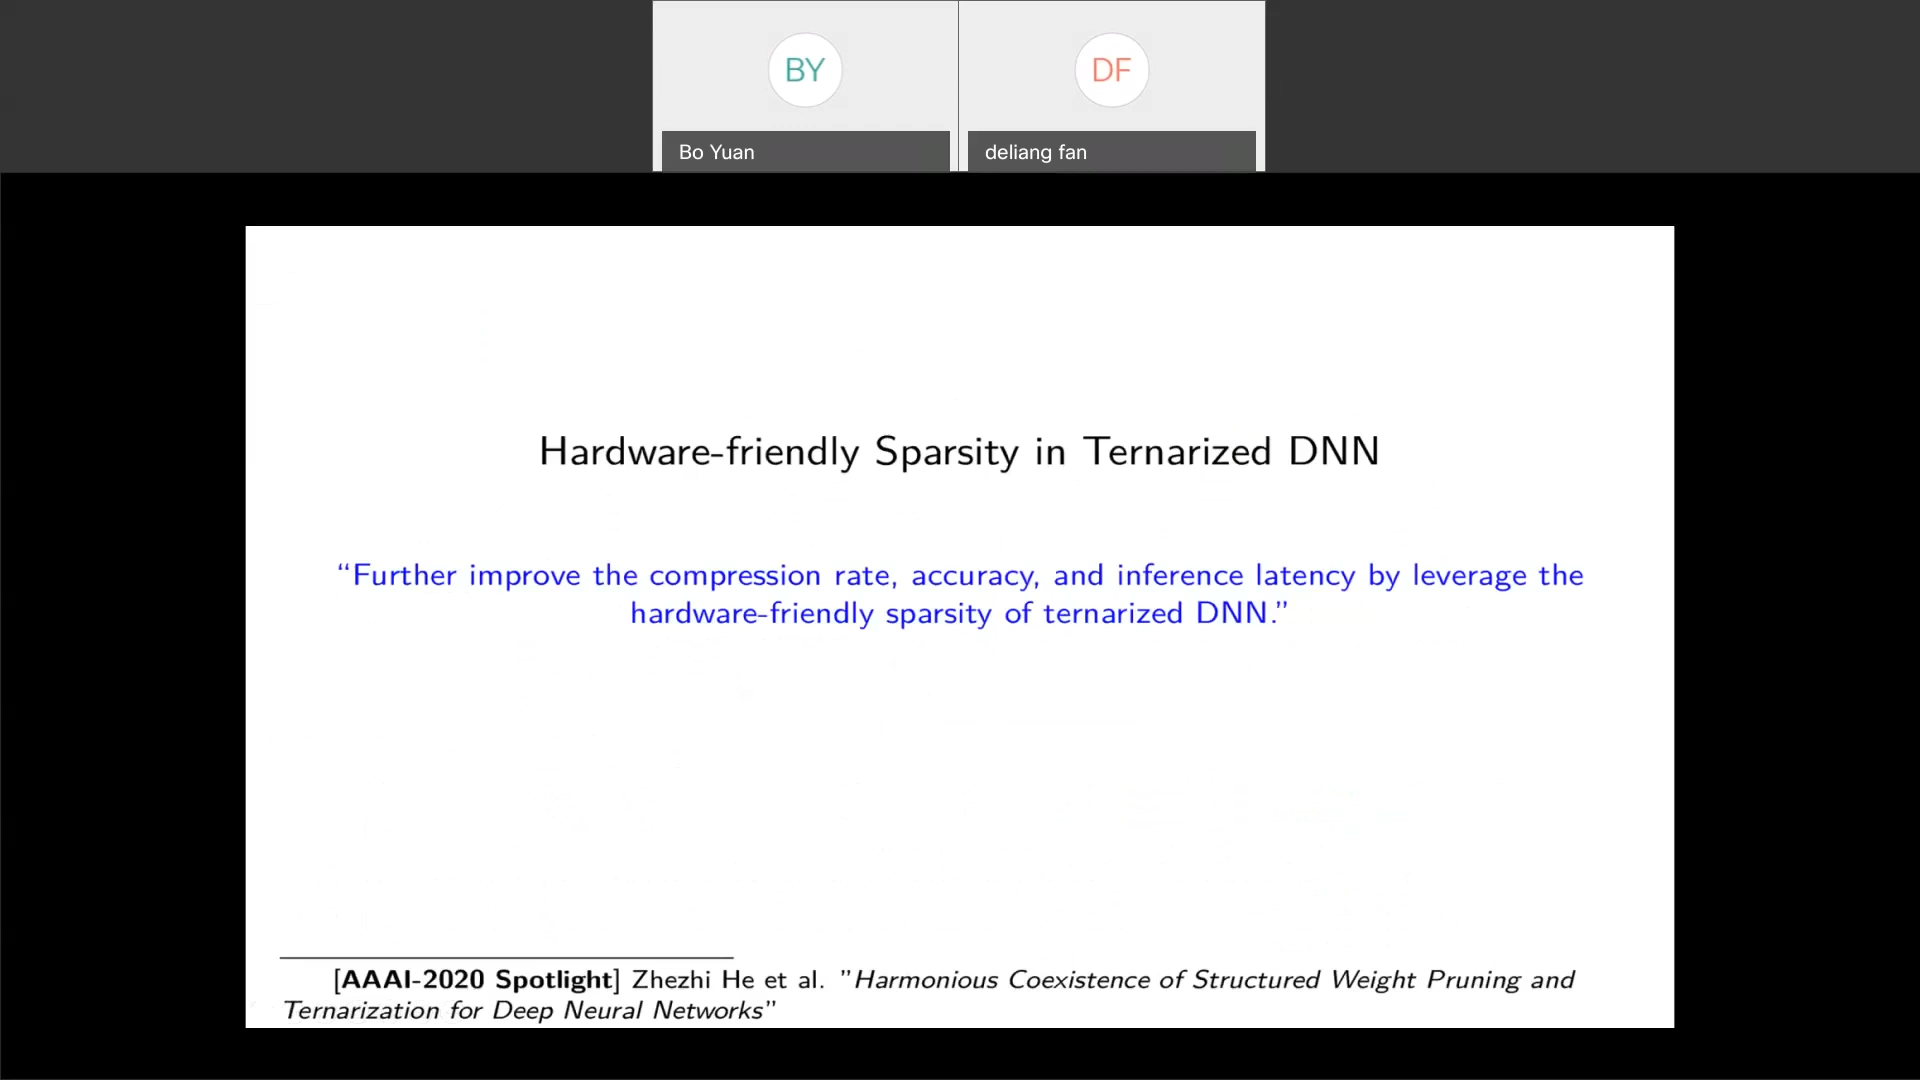 BY
DF
Bo Yuan
deliang fan
Hardware-friendly Sparsity in Ternarized DNN
“Further improve the compression rate, accuracy, and inference latency by leverage the
hardware-friendly sparsity of ternarized DNN.”
[AAAI-2020 Spotlight] Zhezhi He et al. ”Harmonious Coexistence of Structured Weight Pruning and
Ternarization for Deep Neural Networks”